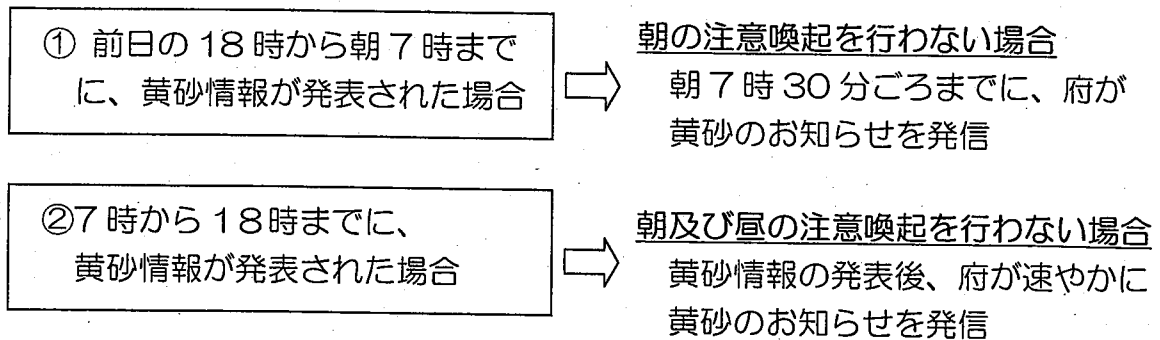 ① 前日の18時から朝7時まで
に、黄砂情報が発表された場合
朝の注意喚起を行わない場合
朝7時30分ごろまでに、府が
黄砂のお知らせを発信
②7時から18時までに、
黄砂情報が発表された場合
朝及び昼の注意喚起を行わない場合
黄砂情報の発表後、府が速やかに
黄砂のお知らせを発信